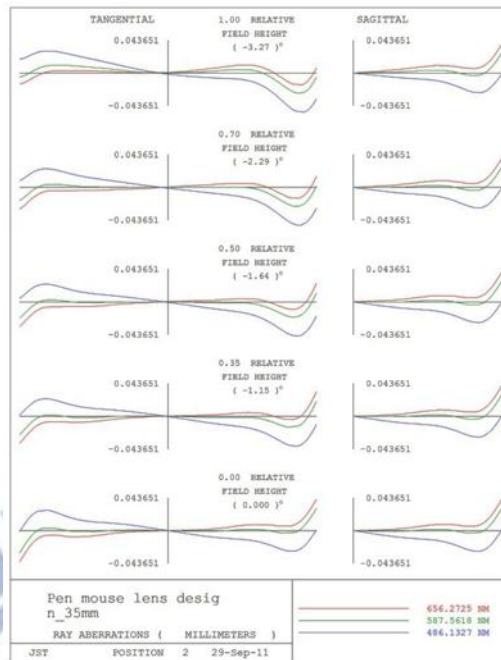 TANGENTIAL 1.00 RELATIVE SAGITTAL
FIELD HEIGHT
0.043651 ( -3.27 )° 0.043651
-0.043651 -0.043651
0.70 RELATIVE
0.043651 FIELD HEIGHT 0.043651
( -2.29 )°
-0.043651 -0.043651
0.50 RELATIVE
0.043651 FIELD HEIGHT 0.043651
( -1.64 )°
-0.043651 -0.043651
0.35 RELATIVE
0.043651 FIELD HEIGHT 0.043651
( -1.15 )°
-0.043651 -0.043651
0.00 RELATIVE
0.043651 FIELD HEIGHT 0.043651
( 0.000 )°
-0.043651 -0.043651
Pen mouse lens desig
n_35mm
656.2725 NM
587.5618 NM
486.1327 NM
RAY ABERRATIONS ( MILLIMETERS )
JST POSITION 2 29-Sep-11